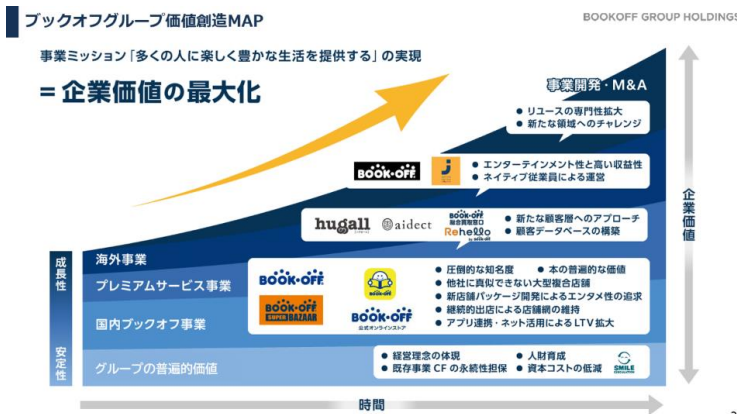 ブックオフグループ価値創造MAP
BOOKOFF GROUP HOLDINGS
事業ミッション「多くの人に楽しく豊かな生活を提供する」の実現
＝企業価値の最大化
事業開発・M&A
● リユースの専門性拡大
● 新たな領域へのチャレンジ
BOOK・OFF
J
● エンターテインメント性と高い収益性
● ネイティブ従業員による運営
hugall
aidect
BOOK・OFF
総合買取窓口
Rehello
by BOOK・OFF
● 新たな顧客層へのアプローチ
● 顧客データベースの構築
企業価値
成長性
安定性
海外事業
プレミアムサービス事業
国内ブックオフ事業
グループの普遍的価値
BOOK・OFF
BOOK・OFF
BOOK・OFF
SUPER BAZAAR
BOOK・OFF
公式オンラインストア
● 圧倒的な知名度 ● 本の普遍的な価値
● 他社に真似できない大型複合店舗
● 新店舗パッケージ開発によるエンタメ性の追求
● 継続的出店による店舗網の維持
● アプリ連携・ネット活用によるLTV拡大
● 経営理念の体現 ● 人財育成
● 既存事業CFの永続性担保 ● 資本コストの低減
SMILE
時間